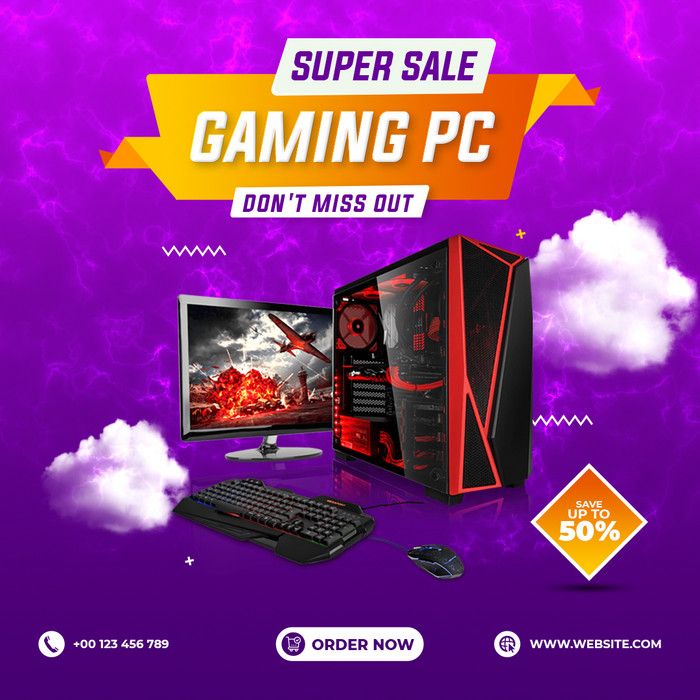 SUPER SALE
GAMING PC
DON'T MISS OUT
SAVE
UP TO
50%
+00 123 456 789
ORDER NOW
WWW.WEBSITE.COM